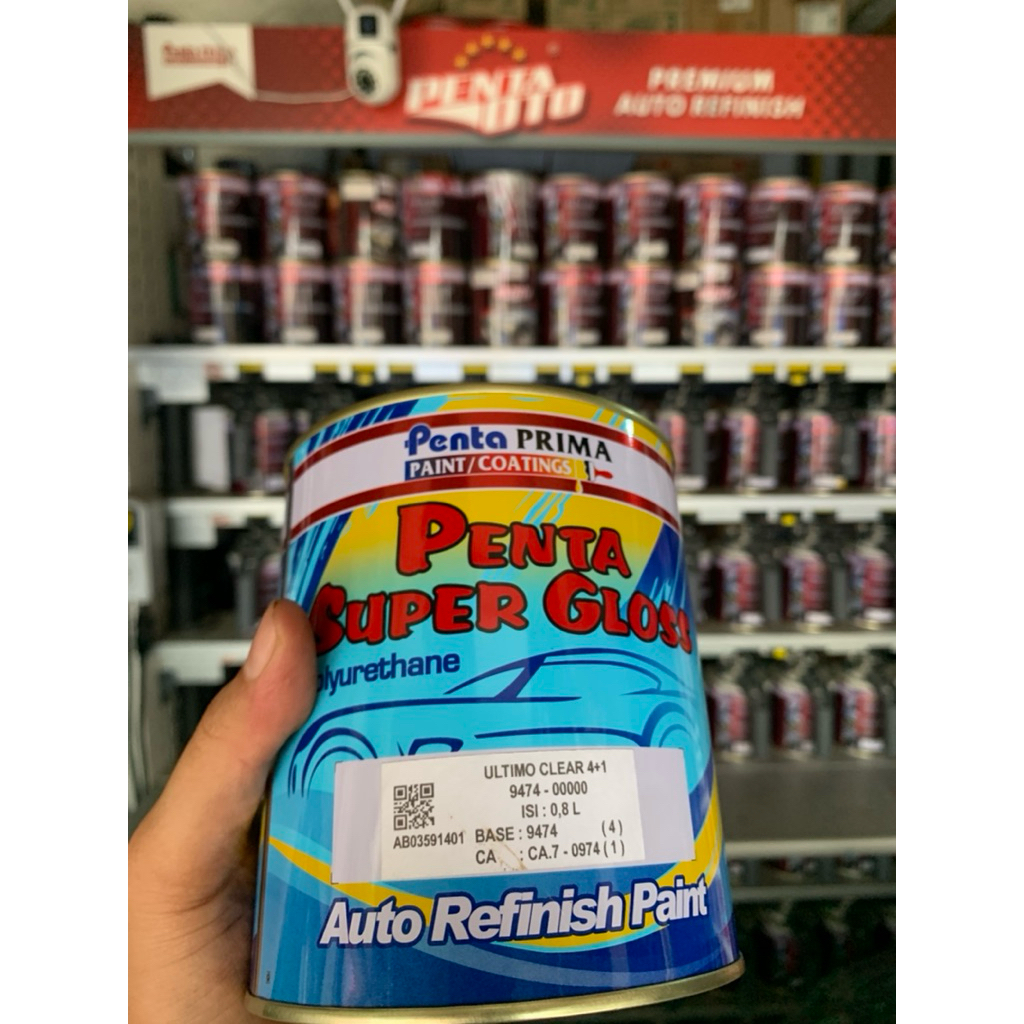 PENTA
OTO
PREMIUM
AUTO REFINISH
Penta PRIMA
PAINT/COATINGS
PENTA
SUPER GLOSS
lyurethane
ULTIMO CLEAR 4+1
9474 - 00000
ISI : 0,8 L
AB03591401
BASE : 9474 (4)
CA : CA.7 - 0974 (1)
Auto Refinish Paint